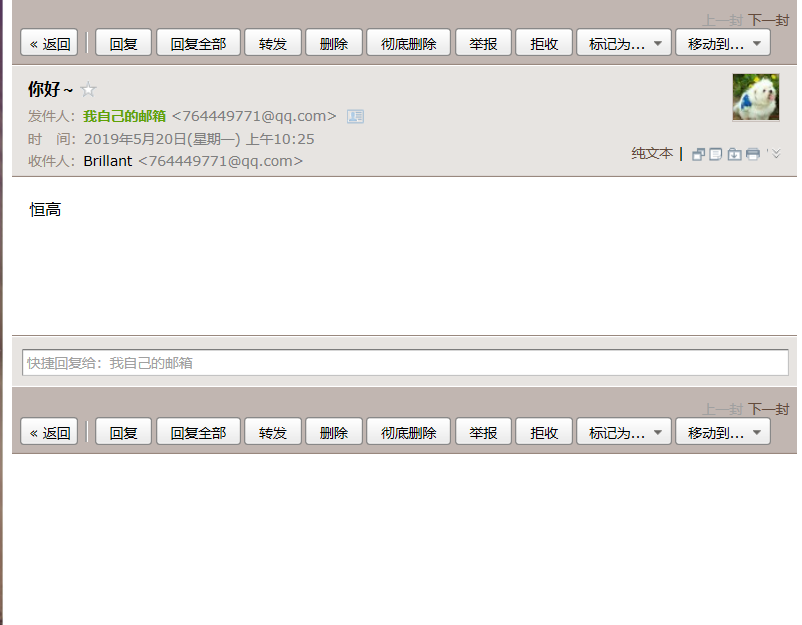 上一封 下一封
« 返回 回复 回复全部 转发 删除 彻底删除 举报 拒收 标记为... 移动到...
你好~
发件人：我自己的邮箱 <764449771@qq.com>
时 间：2019年5月20日(星期一) 上午10:25
收件人：Brillant <764449771@qq.com>
纯文本 |
恒高
快捷回复给：我自己的邮箱
上一封 下一封
« 返回 回复 回复全部 转发 删除 彻底删除 举报 拒收 标记为... 移动到...